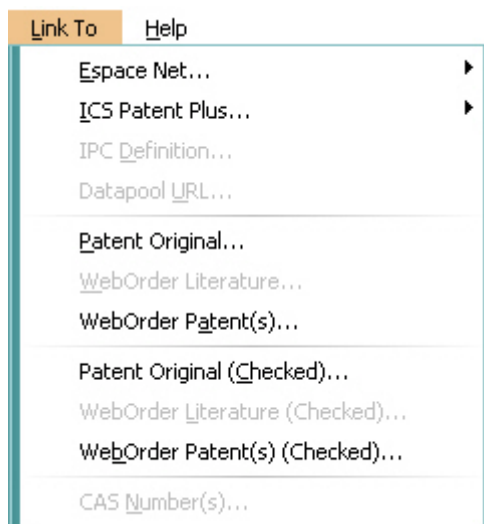 Link To Help
Espace Net...
ICS Patent Plus...
IPC Definition...
Datapool URL...
Patent Original...
WebOrder Literature...
WebOrder Patent(s)...
Patent Original (Checked)...
WebOrder Literature (Checked)...
WebOrder Patent(s) (Checked)...
CAS Number(s)...